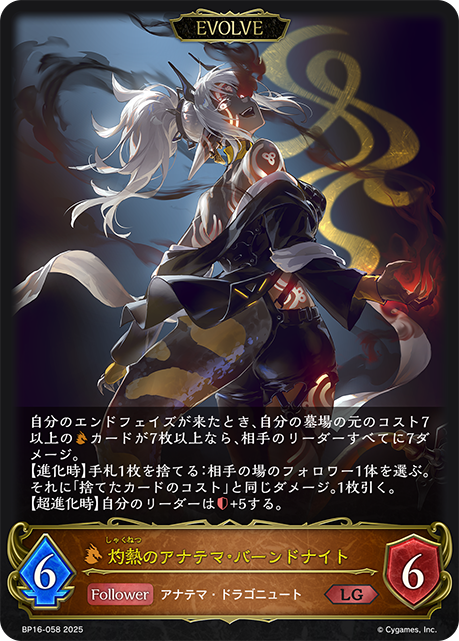 EVOLVE
自分のエンドフェイズが来たとき、自分の墓場の元のコスト7
以上のカードが7枚以上なら、相手のリーダーすべてに7ダ
メージ。
【進化時】手札1枚を捨てる：相手の場のフォロワー1体を選ぶ。
それに「捨てたカードのコスト」と同じダメージ。1枚引く。
【超進化時】自分のリーダーは+5する。
しゃくねつ
灼熱のアナテマ・バーンドナイト
6
Follower アナテマ・ドラゴニュート LG
6
BP16-058 2025 © Cygames, Inc.